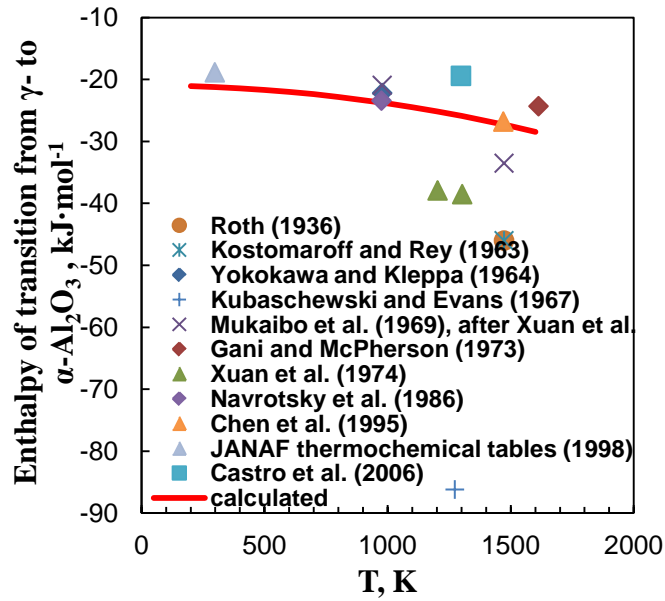 Enthalpy of transition from γ- to
α-Al₂O₃ , kJ·mol⁻¹
-10
-20
-30
-40
-50
-60
-70
-80
-90
Roth (1936)
Kostomaroff and Rey (1963)
Yokokawa and Kleppa (1964)
Kubaschewski and Evans (1967)
Mukaibo et al. (1969), after Xuan et al.
Gani and McPherson (1973)
Xuan et al. (1974)
Navrotsky et al. (1986)
Chen et al. (1995)
JANAF thermochemical tables (1998)
Castro et al. (2006)
calculated
0 500 1000 1500 2000
T, K